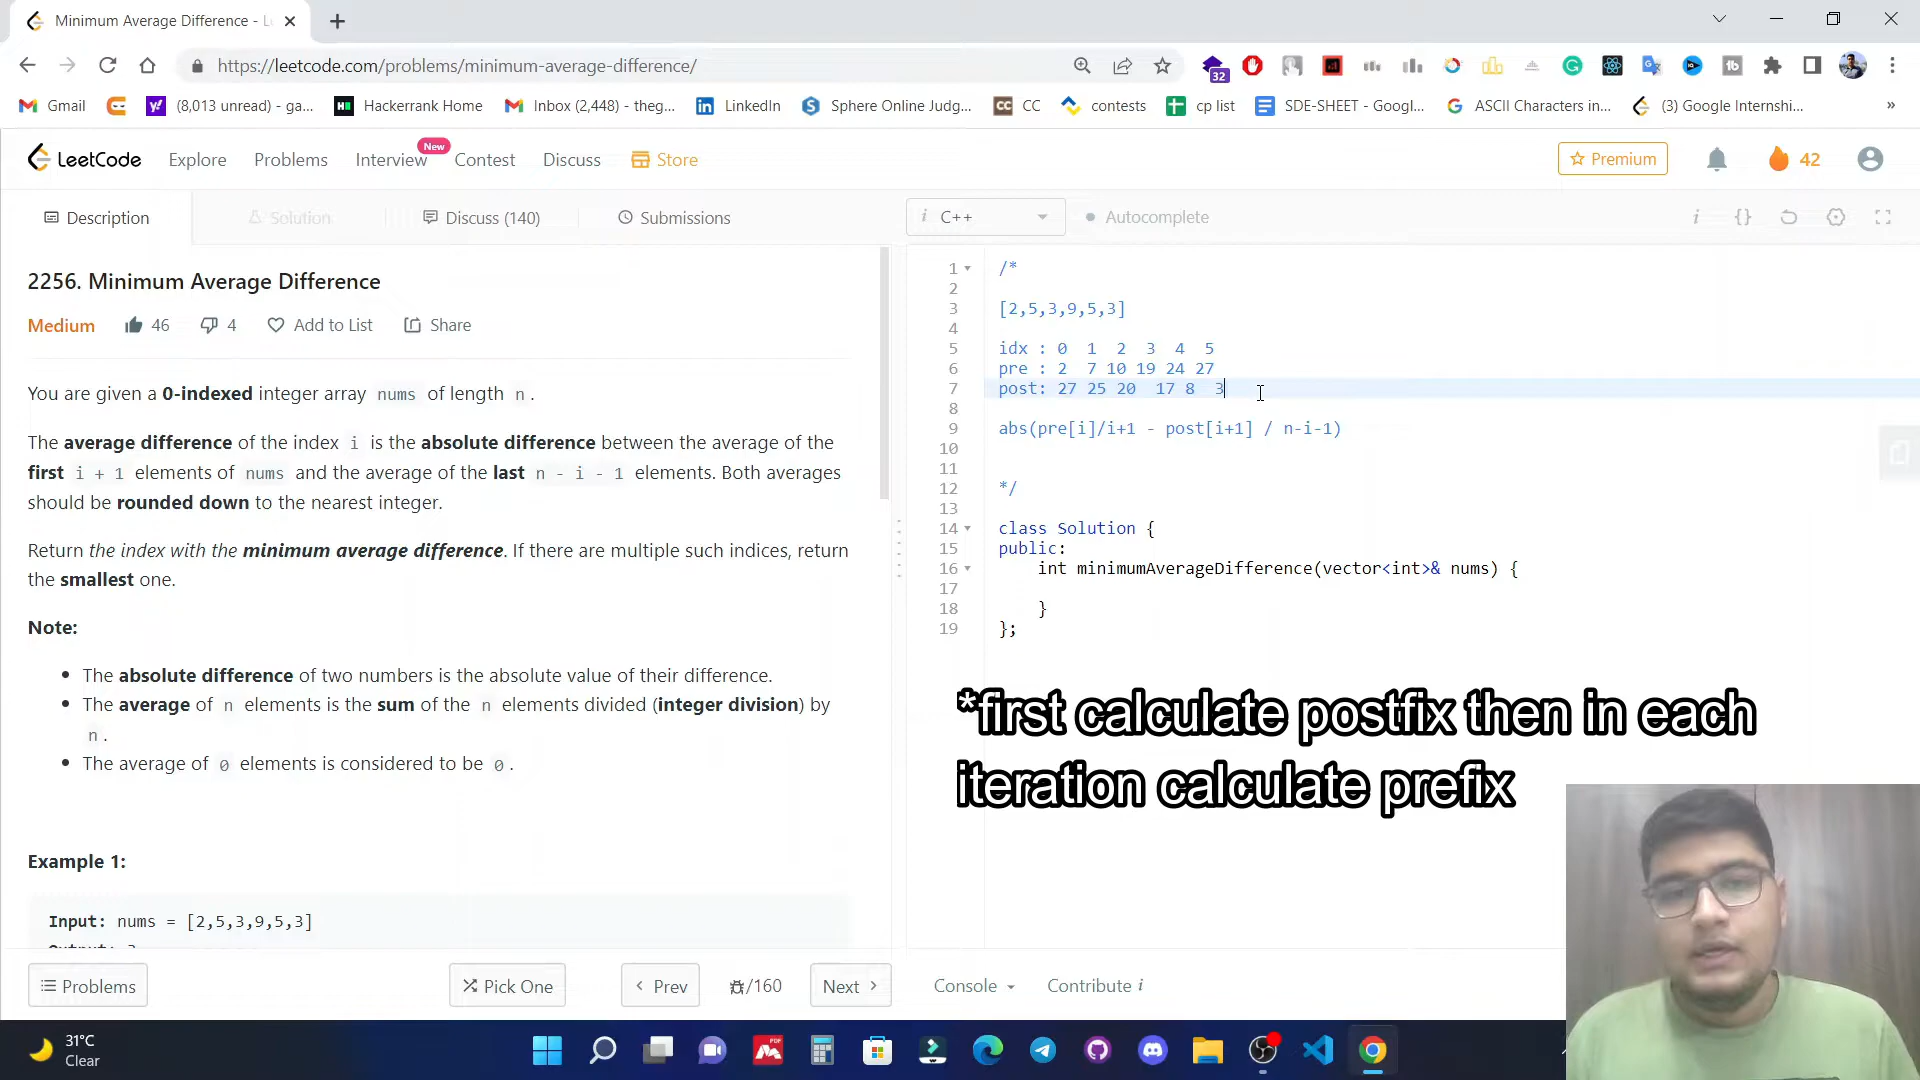 Minimum Average Difference - L
https://leetcode.com/problems/minimum-average-difference/
32
Gmail
(8,013 unread) - ga...
Hackerrank Home
Inbox (2,448) - theg...
LinkedIn
Sphere Online Judg...
CC
CC
contests
cp list
SDE-SHEET - Googl...
ASCII Characters in...
(3) Google Internshi...
»
LeetCode
Explore
Problems
Interview
New
Contest
Discuss
Store
Premium
42
Description
Solution
Discuss (140)
Submissions
i C++
Autocomplete
i {}
2256. Minimum Average Difference
Medium 46 4 Add to List Share
You are given a 0-indexed integer array nums of length n .
The average difference of the index i is the absolute difference between the average of the
first i + 1 elements of nums and the average of the last n - i - 1 elements. Both averages
should be rounded down to the nearest integer.
Return the index with the minimum average difference. If there are multiple such indices, return
the smallest one.
Note:
• The absolute difference of two numbers is the absolute value of their difference.
• The average of n elements is the sum of the n elements divided (integer division) by
n .
• The average of 0 elements is considered to be 0 .
Example 1:
Input: nums = [2,5,3,9,5,3]
1 /*
2
3 [2,5,3,9,5,3]
4
5 idx : 0 1 2 3 4 5
6 pre : 2 7 10 19 24 27
7 post: 27 25 20 17 8 3
8
9 abs(pre[i]/i+1 - post[i+1] / n-i-1)
10
11
12 */
13
14 class Solution {
15 public:
16 int minimumAverageDifference(vector<int>& nums) {
17
18 }
19 };
*first calculate postfix then in each
iteration calculate prefix
Problems
Pick One
Prev
/160
Next
Console
Contribute i
31°C
Clear